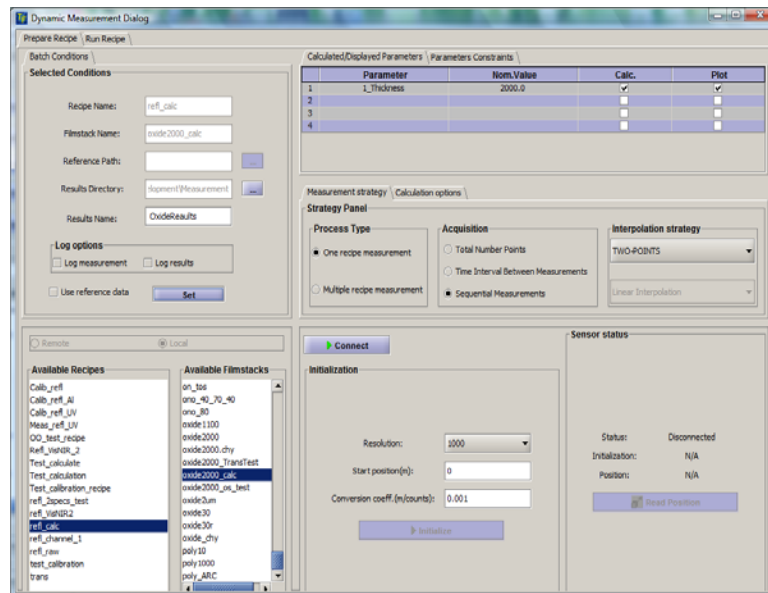 Dynamic Measurement Dialog
Prepare Recipe Run Recipe
Batch Conditions
Selected Conditions
Recipe Name: refl_calc
Filmstack Name: oxide2000_calc
Reference Path: ...
Results Directory: lopment\Measurement ...
Results Name: OxideReaults
Log options
Log measurement Log results
Use reference data Set
Calculated/Displayed Parameters Parameters Constraints
Parameter Nom.Value Calc. Plot
1 1_Thickness 2000.0
2
3
4
Measurement strategy Calculation options
Strategy Panel
Process Type
One recipe measurement
Multiple recipe measurement
Acquisition
Total Number Points
Time Interval Between Measurements
Sequential Measurements
Interpolation strategy
TWO-POINTS
Linear Interpolation
Remote Local
Available Recipes
Calib_refl
Calib_refl_Al
Calib_refl_UV
Meas_refl_UV
OO_test_recipe
Refl_VisNIR_2
Test_calculate
Test_calculation
Test_calibration_recipe
refl_2specs_test
refl_VisNIR2
refl_calc
refl_channel_1
refl_raw
test_calibration
trans
Available Filmstacks
on_tos
ono_40_70_40
ono_80
oxide1100
oxide2000
oxide2000.chy
oxide2000_TransTest
oxide2000_calc
oxide2000_os_test
oxide2um
oxide30
oxide30r
oxide_chy
poly10
poly1000
poly_ARC
Connect
Initialization
Resolution: 1000
Start position(m): 0
Conversion coeff.(m/counts): 0.001
Initialize
Sensor status
Status: Disconnected
Initialization: N/A
Position: N/A
Read Position